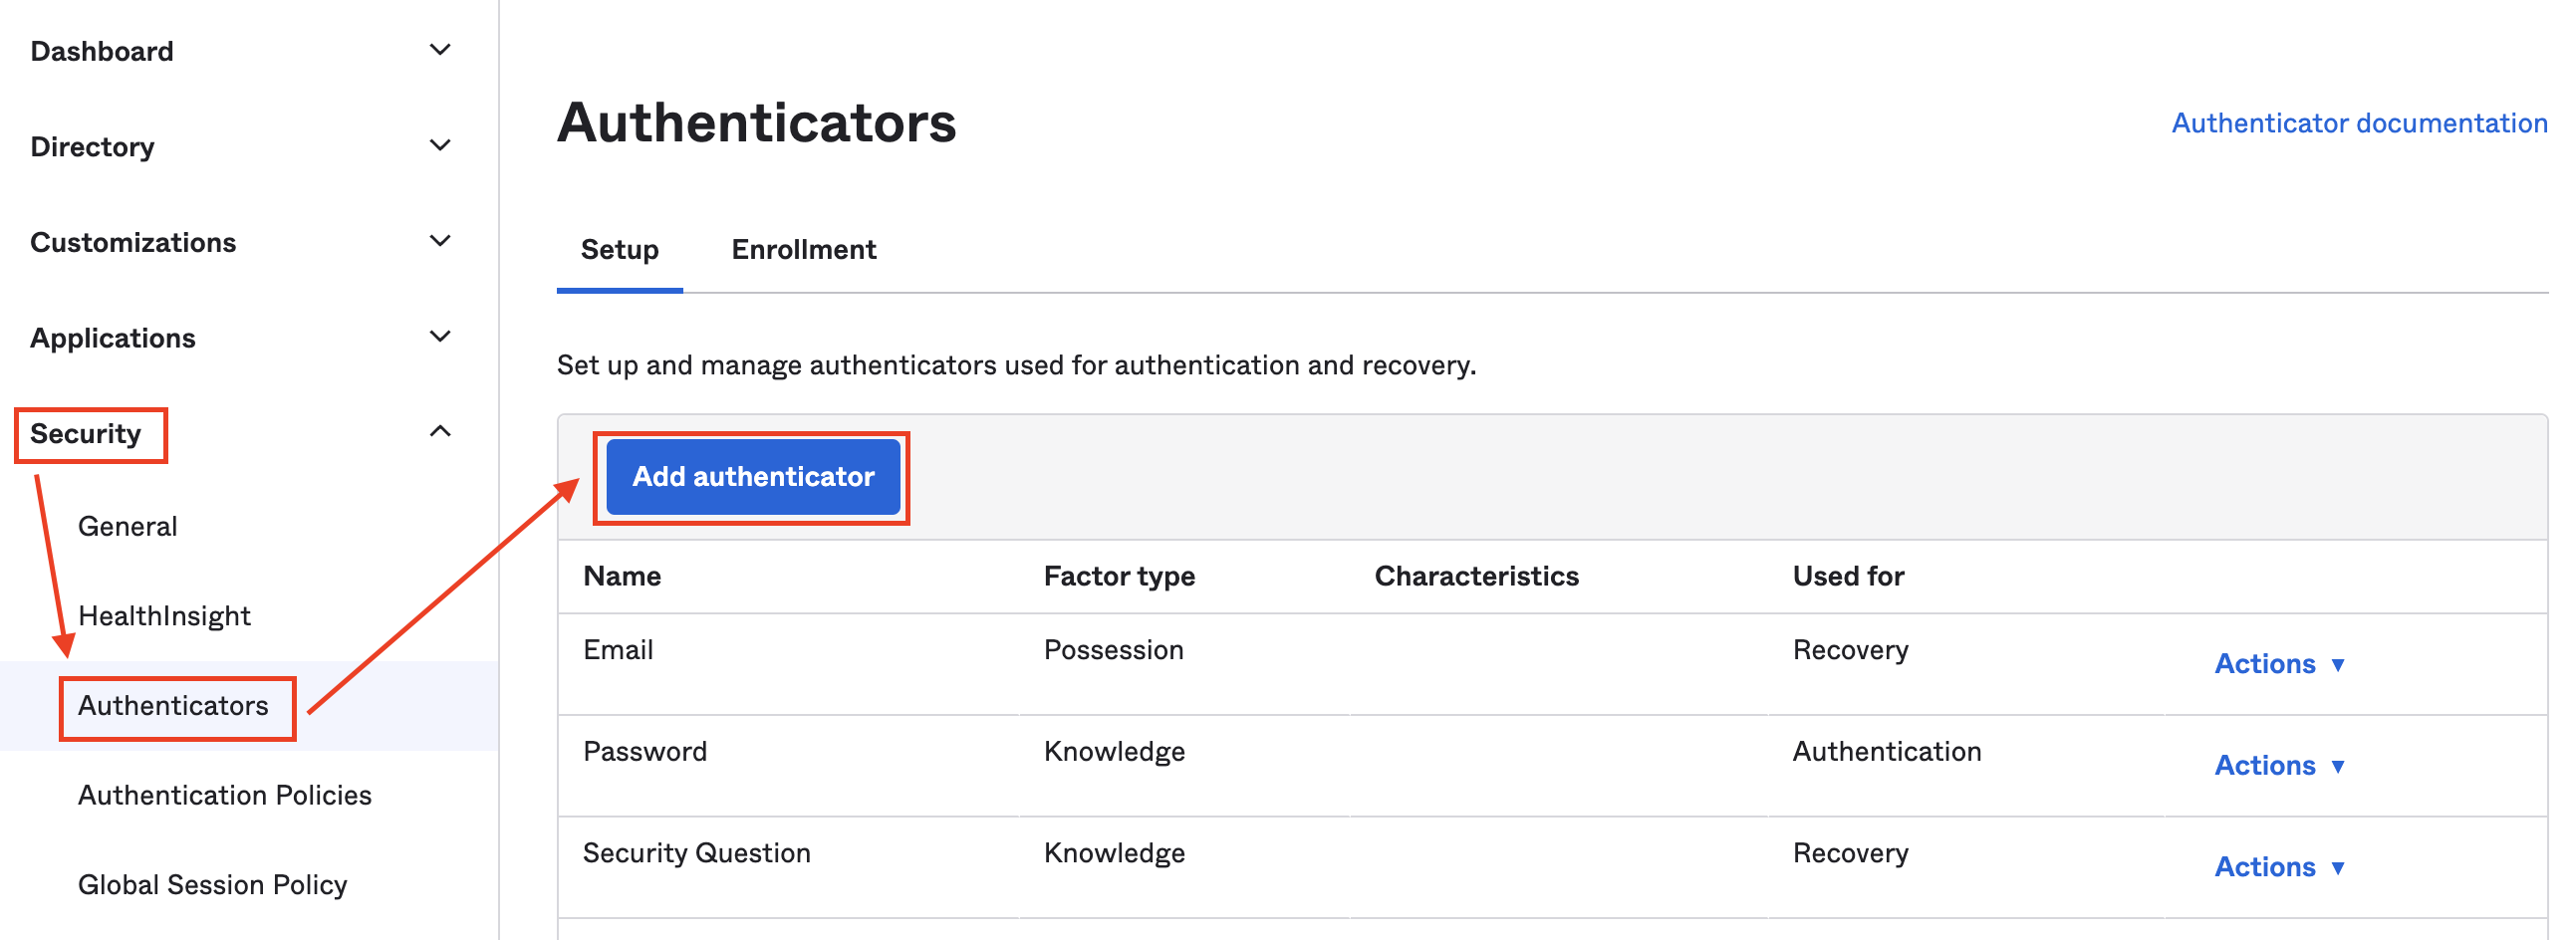 Dashboard
Directory
Customizations
Applications
Security
General
HealthInsight
Authenticators
Authentication Policies
Global Session Policy
Authenticators
Authenticator documentation
Setup Enrollment
Set up and manage authenticators used for authentication and recovery.
Add authenticator
Name Factor type Characteristics Used for
Email Possession Recovery Actions ▼
Password Knowledge Authentication Actions ▼
Security Question Knowledge Recovery Actions ▼